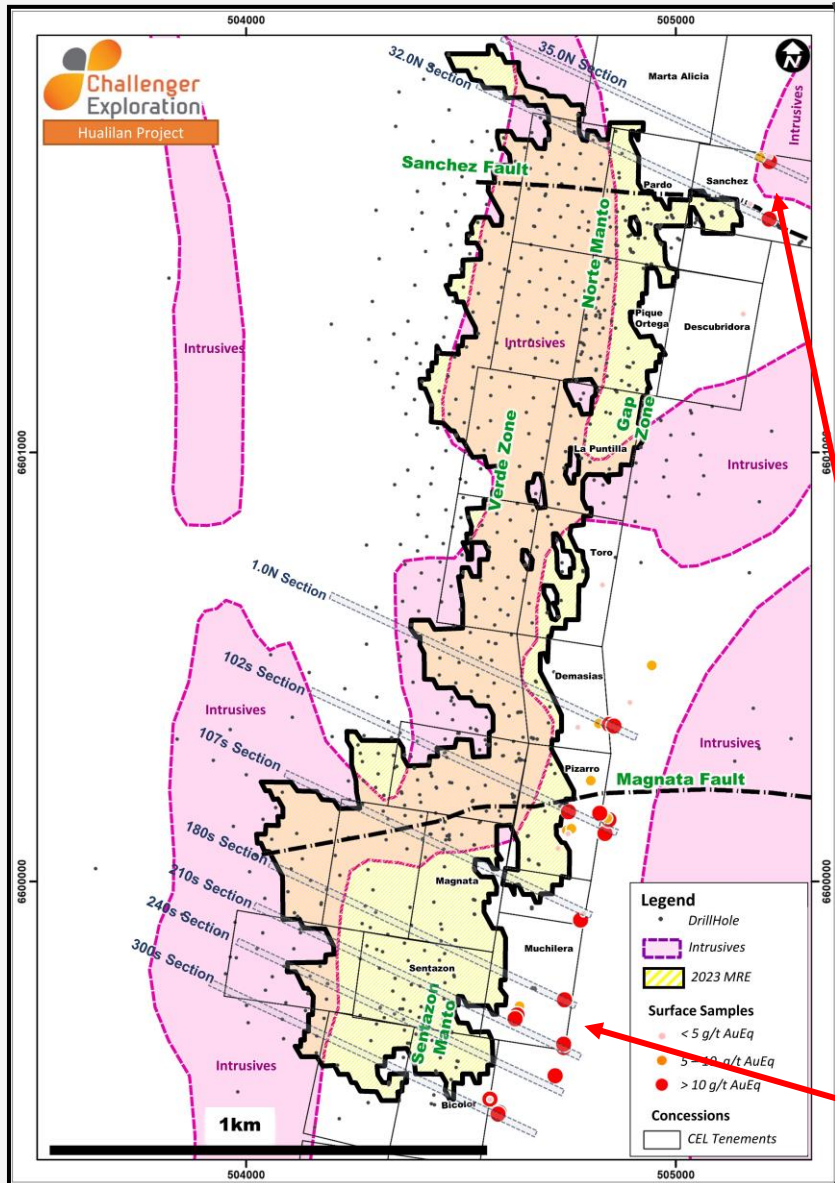 504000
505000
Challenger
Exploration
Hualilan Project
35.0N Section
32.0N Section
N
Marta Alicia
Intrusives
Sanchez Fault
Pardo
Sanchez
Norte Manto
Pique
Ortega
Descubridora
Intrusives
Intrusives
Gap
Zone
6601000
6601000
La Puntilla
Verde Zone
Intrusives
Toro
1.0N Section
102s Section
Demasias
Intrusives
Intrusives
107s Section
Pizarro
Magnata Fault
180s Section
210s Section
240s Section
300s Section
6600000
6600000
Magnata
Muchilera
Sentazon
Sentazon
Manto
Intrusives
Bicolor
1km
Legend
DrillHole
Intrusives
2023 MRE
Surface Samples
< 5 g/t AuEq
5 – 10 g/t AuEq
> 10 g/t AuEq
Concessions
CEL Tenements
504000
505000